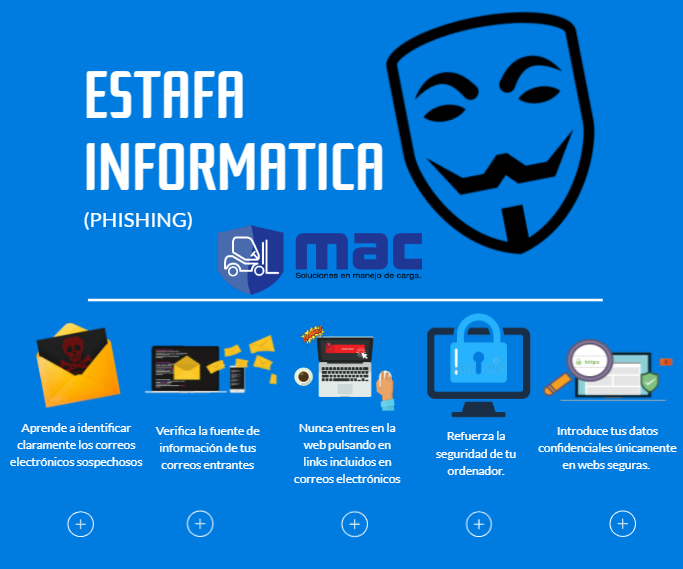 ESTAFA
INFORMATICA
(PHISHING)
mac
Soluciones en manejo de carga.
Aprende a identificar
claramente los correos
electrónicos sospechosos
Verifica la fuente de
información de tus
correos entrantes
Nunca entres en la
web pulsando en
links incluidos en
correos electrónicos
Refuerza la
seguridad de tu
ordenador.
https
Introduce tus datos
confidenciales únicamente
en webs seguras.